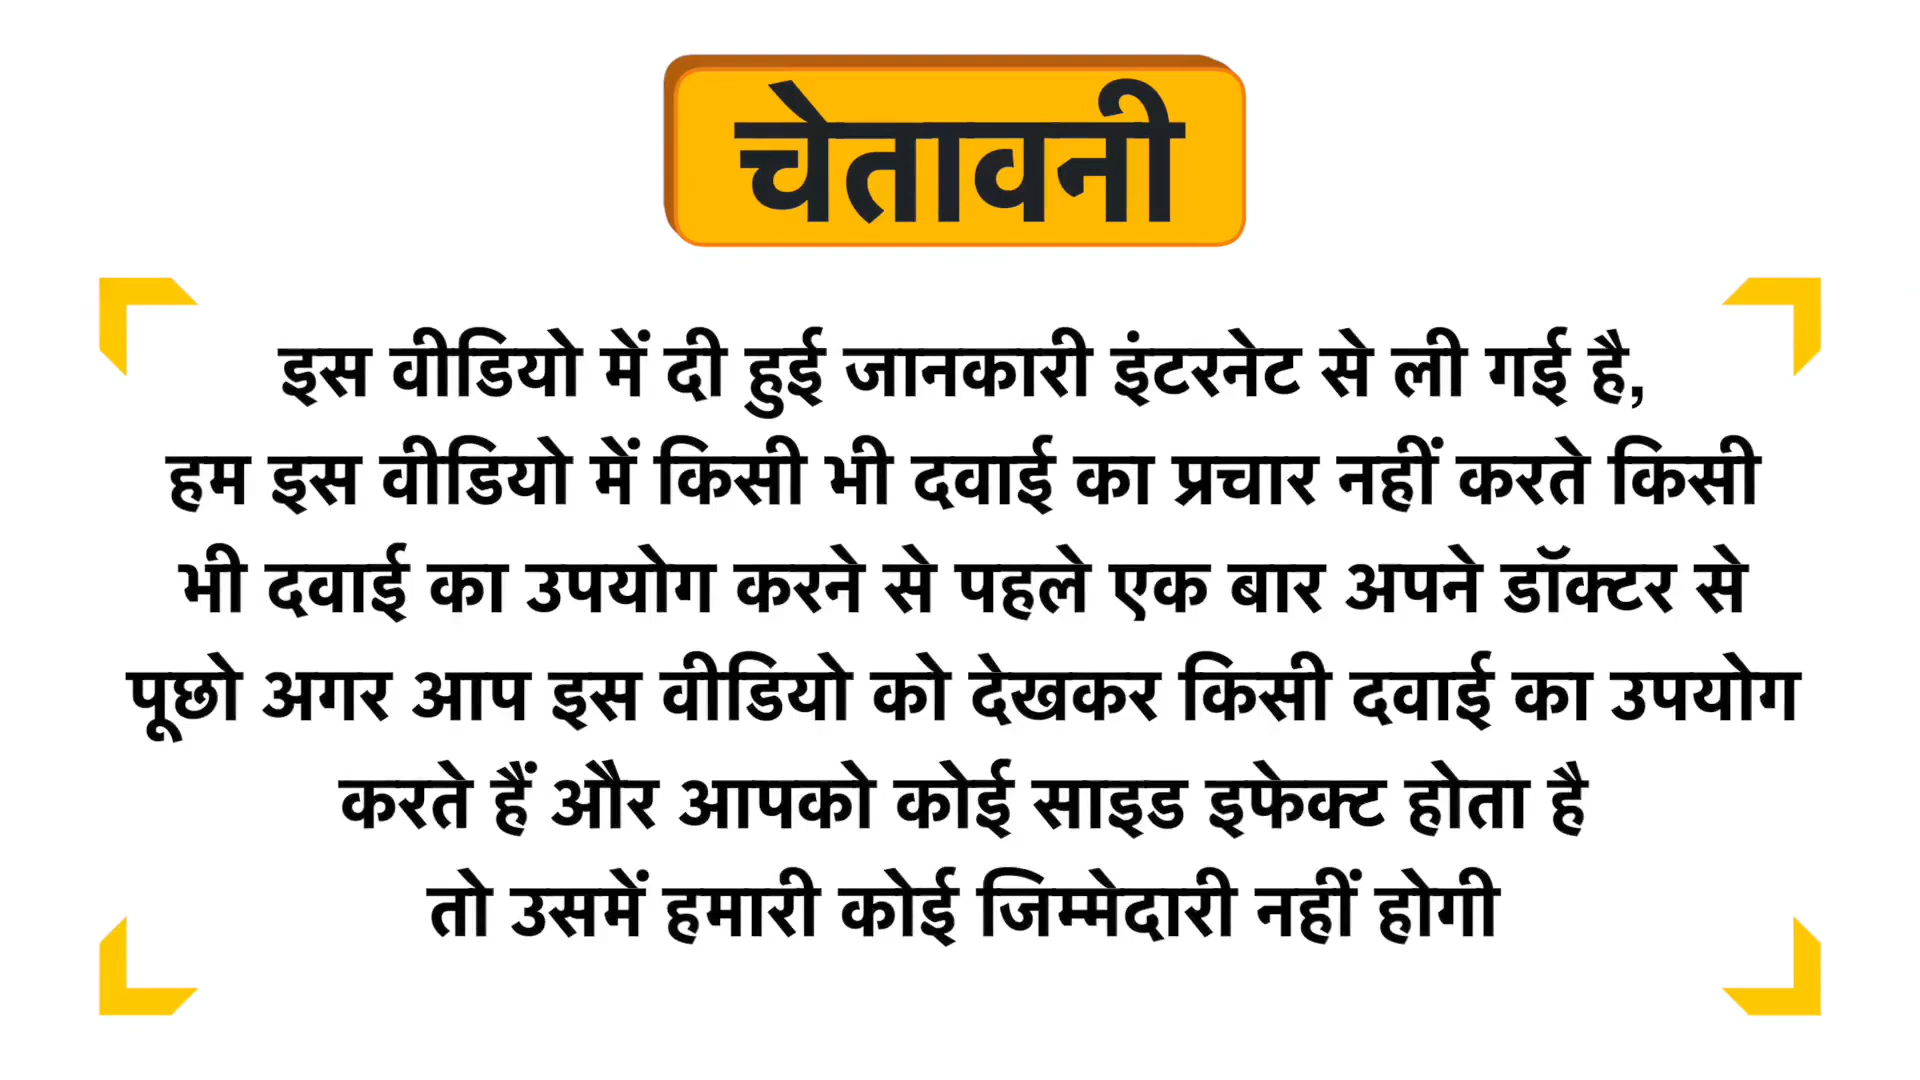 चेतावनी
इस वीडियो में दी हुई जानकारी इंटरनेट से ली गई है,
हम इस वीडियो में किसी भी दवाई का प्रचार नहीं करते किसी
भी दवाई का उपयोग करने से पहले एक बार अपने डॉक्टर से
पूछो अगर आप इस वीडियो को देखकर किसी दवाई का उपयोग
करते हैं और आपको कोई साइड इफेक्ट होता है
तो उसमें हमारी कोई जिम्मेदारी नहीं होगी